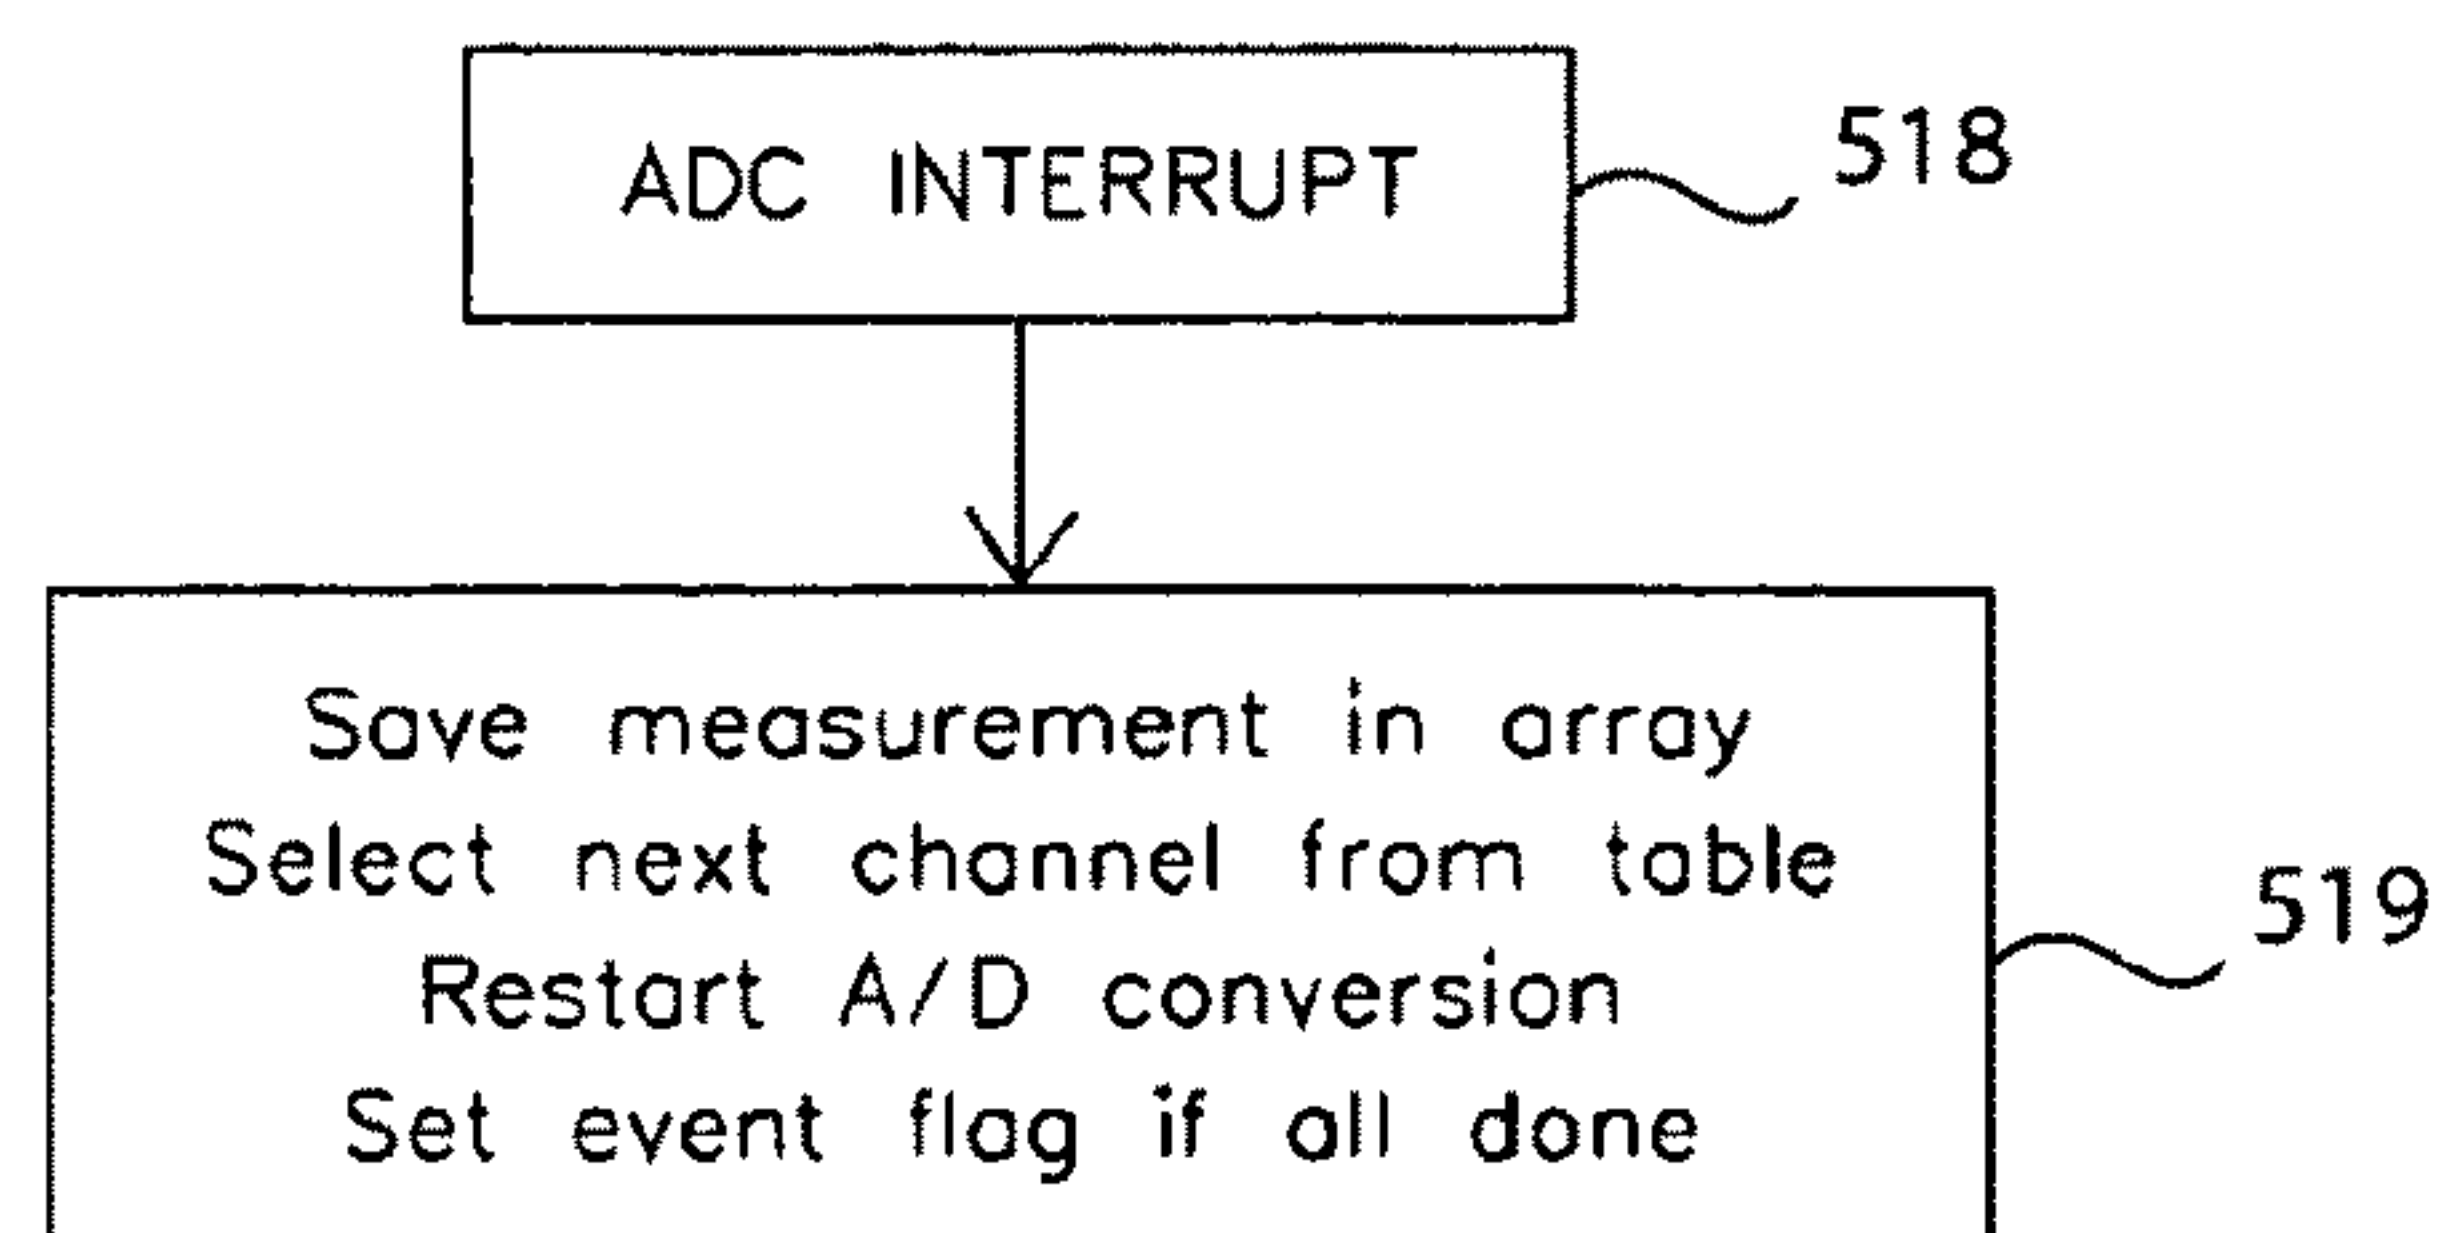 ADC INTERRUPT
518
Save measurement in array
Select next channel from table
519
Restart A/D conversion
Set event flag if all done